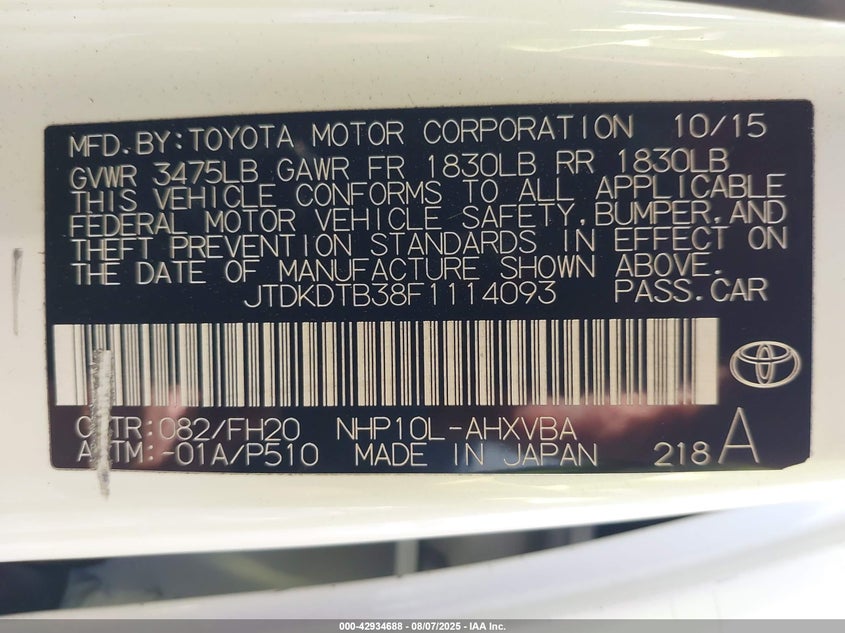 MFD.BY:TOYOTA MOTOR CORPORATION 10/15
GVWR 3475LB GAWR FR 1830LB RR 1830LB
THIS VEHICLE CONFORMS TO ALL APPLICABLE
FEDERAL MOTOR VEHICLE SAFETY,BUMPER,AND
THEFT PREVENTION STANDARDS IN EFFECT ON
THE DATE OF MANUFACTURE SHOWN ABOVE.
JTDKDTB38F1114093 PASS.CAR
C/TR:082/FH20 NHP10L-AHXVBA
A/TM:-01A/P510 MADE IN JAPAN 218A
000-42934688 - 08/07/2025 - IAA Inc.